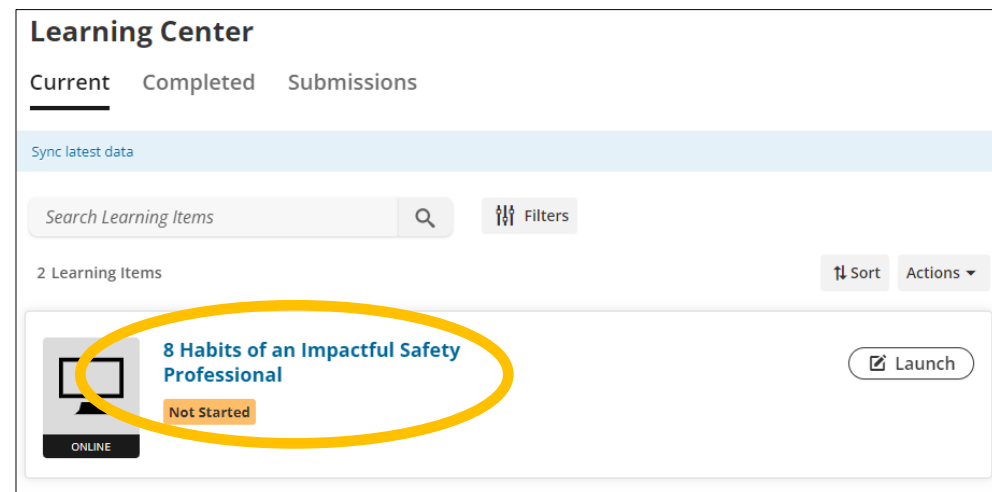 Learning Center
Current Completed Submissions
Sync latest data
Search Learning Items Filters
2 Learning Items Sort Actions
8 Habits of an Impactful Safety
Professional
Launch
Not Started
ONLINE